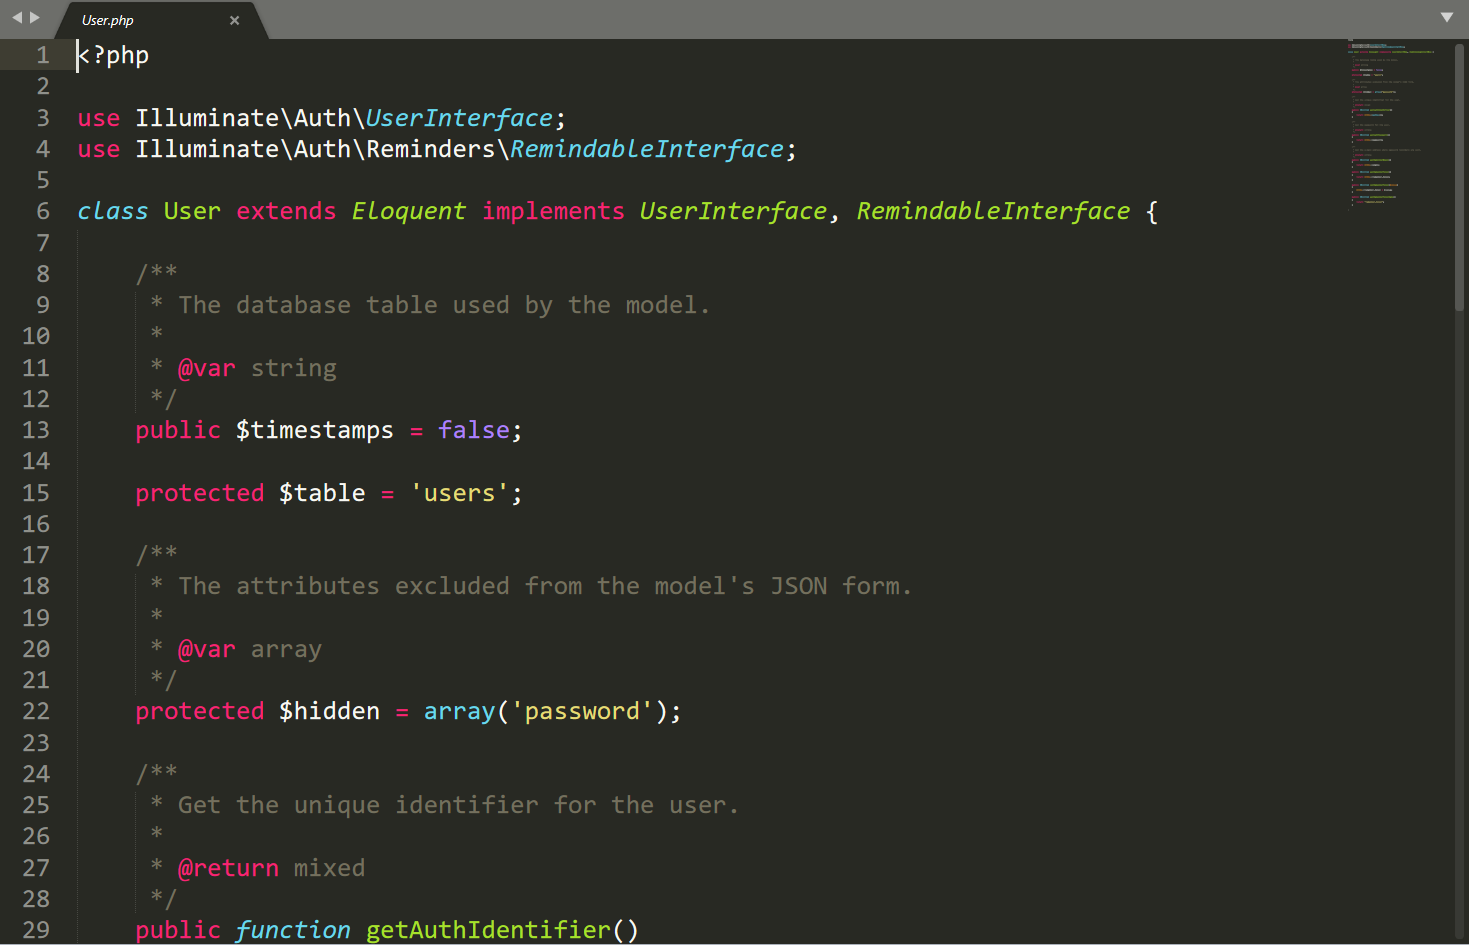 User.php ×
1 <?php
2
3 use Illuminate\Auth\UserInterface;
4 use Illuminate\Auth\Reminders\RemindableInterface;
5
6 class User extends Eloquent implements UserInterface, RemindableInterface {
7
8     /**
9      * The database table used by the model.
10      *
11      * @var string
12      */
13     public $timestamps = false;
14
15     protected $table = 'users';
16
17     /**
18      * The attributes excluded from the model's JSON form.
19      *
20      * @var array
21      */
22     protected $hidden = array('password');
23
24     /**
25      * Get the unique identifier for the user.
26      *
27      * @return mixed
28      */
29     public function getAuthIdentifier()